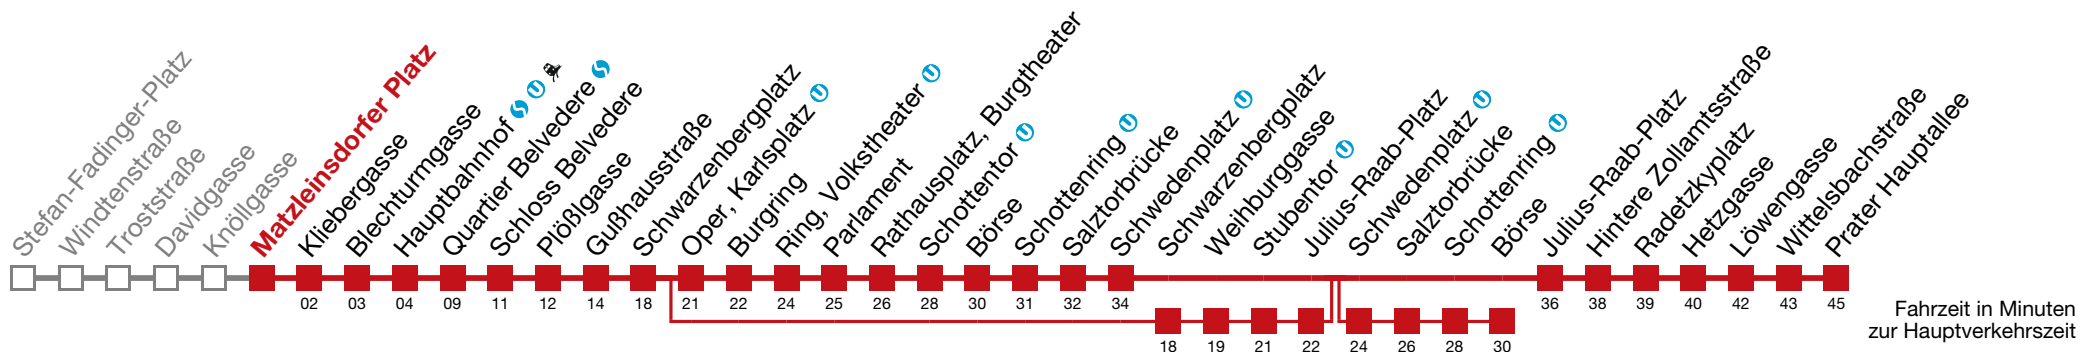 Stefan-Fadinger-Platz
Windtenstraße
Troststraße
Davidgasse
Knöllgasse
Matzleinsdorfer Platz
Kliebergasse
Blechturmgasse
Hauptbahnhof
Quartier Belvedere
Schloss Belvedere
Plößlgasse
Gußhausstraße
Schwarzenbergplatz
Oper, Karlsplatz U
Burgring
Ring, Volkstheater U
Parlament
Rathausplatz, Burgtheater
Schottentor U
Börse
Schottenring U
Salztorbrücke
Schwedenplatz U
Schwarzenbergplatz
Weihburggasse
Stubentor U
Julius-Raab-Platz
Schwedenplatz U
Salztorbrücke
Schottenring U
Börse
Julius-Raab-Platz
Hintere Zollamtsstraße
Radetzkyplatz
Hetzgasse
Löwengasse
Wittelsbachstraße
Prater Hauptallee
02 03 04 09 11 12 14 18 21 22 24 25 26 28 30 31 32 34 36 38 39 40 42 43 45
18 19 21 22 24 26 28 30
Fahrzeit in Minuten
zur Hauptverkehrszeit